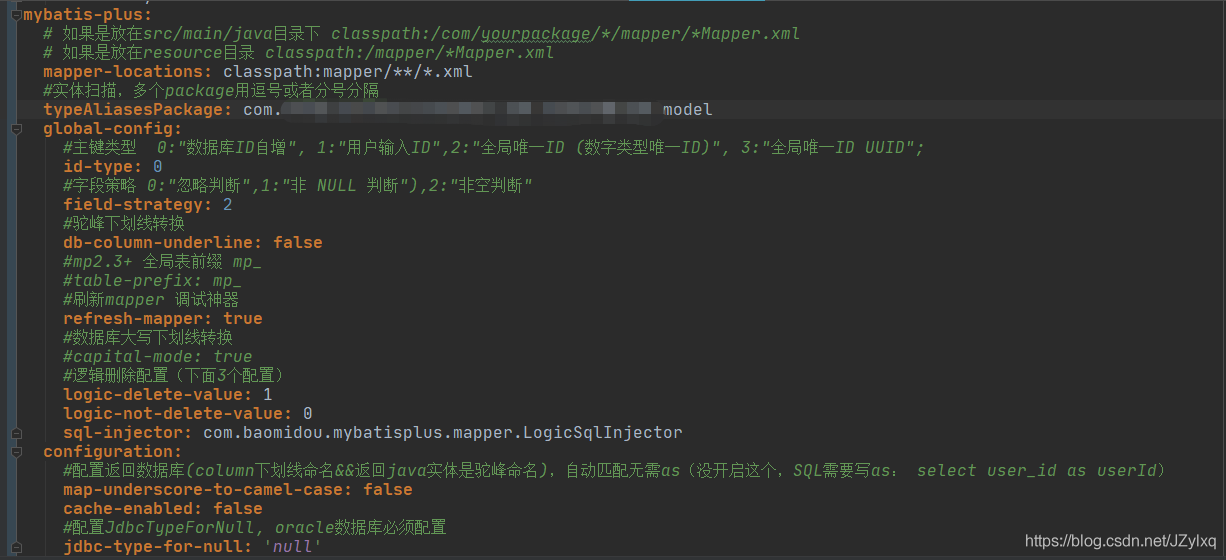 mybatis-plus:
# 如果是放在src/main/java目录下 classpath:/com/yourpackage/*/mapper/*Mapper.xml
# 如果是放在resource目录 classpath:/mapper/*Mapper.xml
mapper-locations: classpath:mapper/**/*.xml
#实体扫描，多个package用逗号或者分号分隔
typeAliasesPackage: com. model
global-config:
#主键类型  0:"数据库ID自增", 1:"用户输入ID",2:"全局唯一ID (数字类型唯一ID)", 3:"全局唯一ID UUID";
id-type: 0
#字段策略 0:"忽略判断",1:"非 NULL 判断"),2:"非空判断"
field-strategy: 2
#驼峰下划线转换
db-column-underline: false
#mp2.3+ 全局表前缀 mp_
#table-prefix: mp_
#刷新mapper 调试神器
refresh-mapper: true
#数据库大写下划线转换
#capital-mode: true
#逻辑删除配置（下面3个配置）
logic-delete-value: 1
logic-not-delete-value: 0
sql-injector: com.baomidou.mybatisplus.mapper.LogicSqlInjector
configuration:
#配置返回数据库(column下划线命名&&返回java实体是驼峰命名)，自动匹配无需as（没开启这个，SQL需要写as： select user_id as userId）
map-underscore-to-camel-case: false
cache-enabled: false
#配置JdbcTypeForNull, oracle数据库必须配置
jdbc-type-for-null: 'null'
https://blog.csdn.net/JZylxq